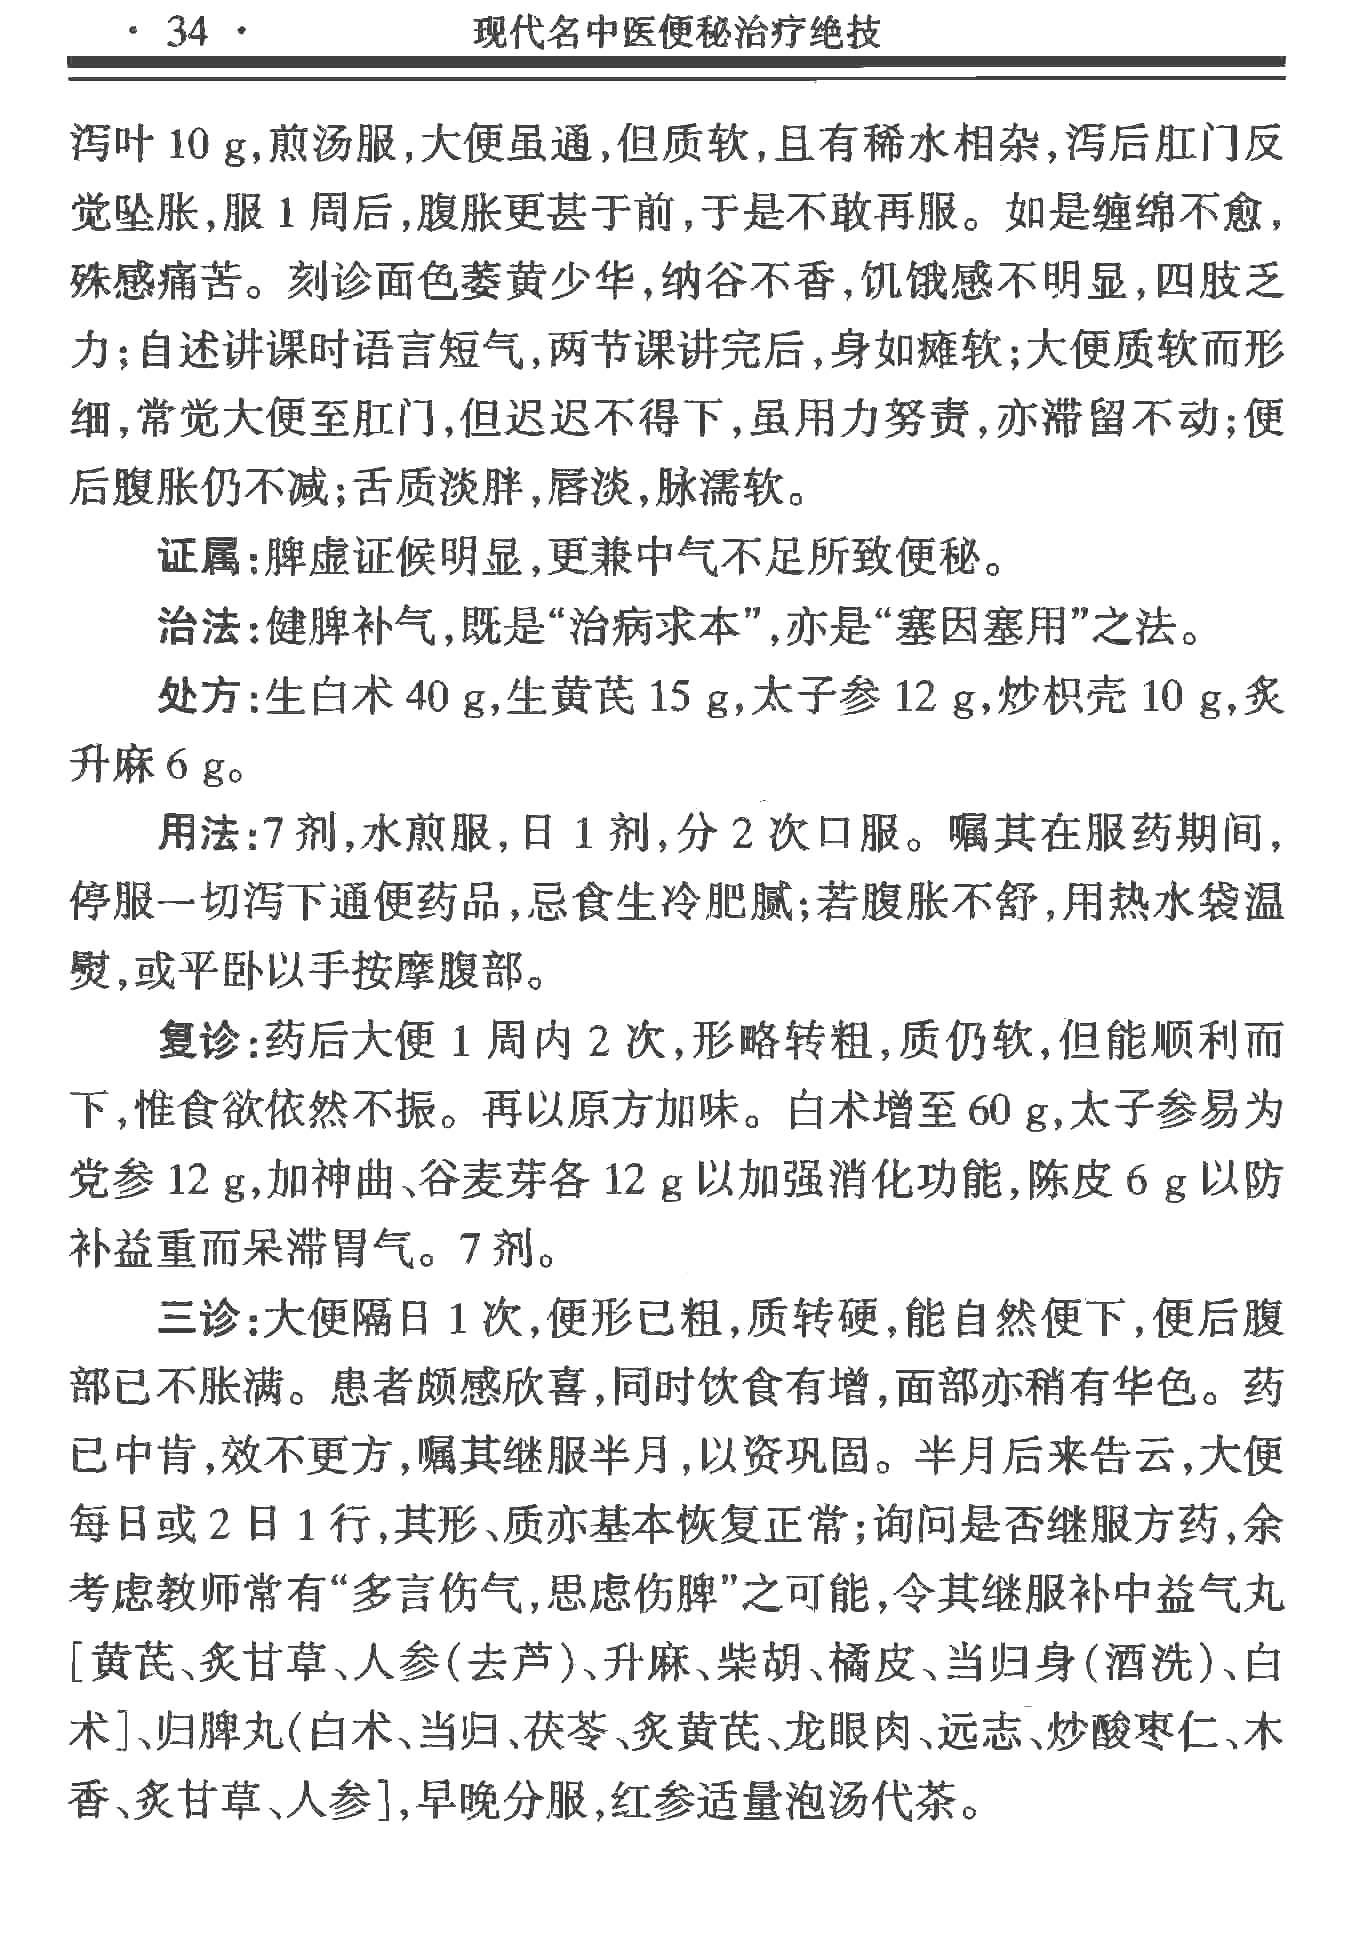 · 34 ·
现代名中医便秘治疗绝技
泻叶 10 g,煎汤服,大便虽通,但质软,且有稀水相杂,泻后肛门反
觉坠胀,服 1 周后,腹胀更甚于前,于是不敢再服。如是缠绵不愈,
殊感痛苦。刻诊面色萎黄少华,纳谷不香,饥饿感不明显,四肢乏
力;自述讲课时语言短气,两节课讲完后,身如瘫软;大便质软而形
细,常觉大便至肛门,但迟迟不得下,虽用力努责,亦滞留不动;便
后腹胀仍不减;舌质淡胖,唇淡,脉濡软。
证属:脾虚证候明显,更兼中气不足所致便秘。
治法:健脾补气,既是“治病求本”,亦是“塞因塞用”之法。
处方:生白术 40 g,生黄芪 15 g,太子参 12 g,炒枳壳 10 g,炙
升麻 6 g。
用法:7 剂,水煎服,日 1 剂,分 2 次口服。嘱其在服药期间,
停服一切泻下通便药品,忌食生冷肥腻;若腹胀不舒,用热水袋温
熨,或平卧以手按摩腹部。
复诊:药后大便 1 周内 2 次,形略转粗,质仍软,但能顺利而
下,惟食欲依然不振。再以原方加味。白术增至 60 g,太子参易为
党参 12 g,加神曲、谷麦芽各 12 g 以加强消化功能,陈皮 6 g 以防
补益重而呆滞胃气。7 剂。
三诊:大便隔日 1 次,便形已粗,质转硬,能自然便下,便后腹
部已不胀满。患者颇感欣喜,同时饮食有增,面部亦稍有华色。药
已中肯,效不更方,嘱其继服半月,以资巩固。半月后来告云,大便
每日或 2 日 1 行,其形、质亦基本恢复正常;询问是否继服方药,余
考虑教师常有“多言伤气,思虑伤脾”之可能,令其继服补中益气丸
[黄芪、炙甘草、人参(去芦)、升麻、柴胡、橘皮、当归身(酒洗)、白
术]、归脾丸(白术、当归、茯苓、炙黄芪、龙眼肉、远志、炒酸枣仁、木
香、炙甘草、人参],早晚分服,红参适量泡汤代茶。